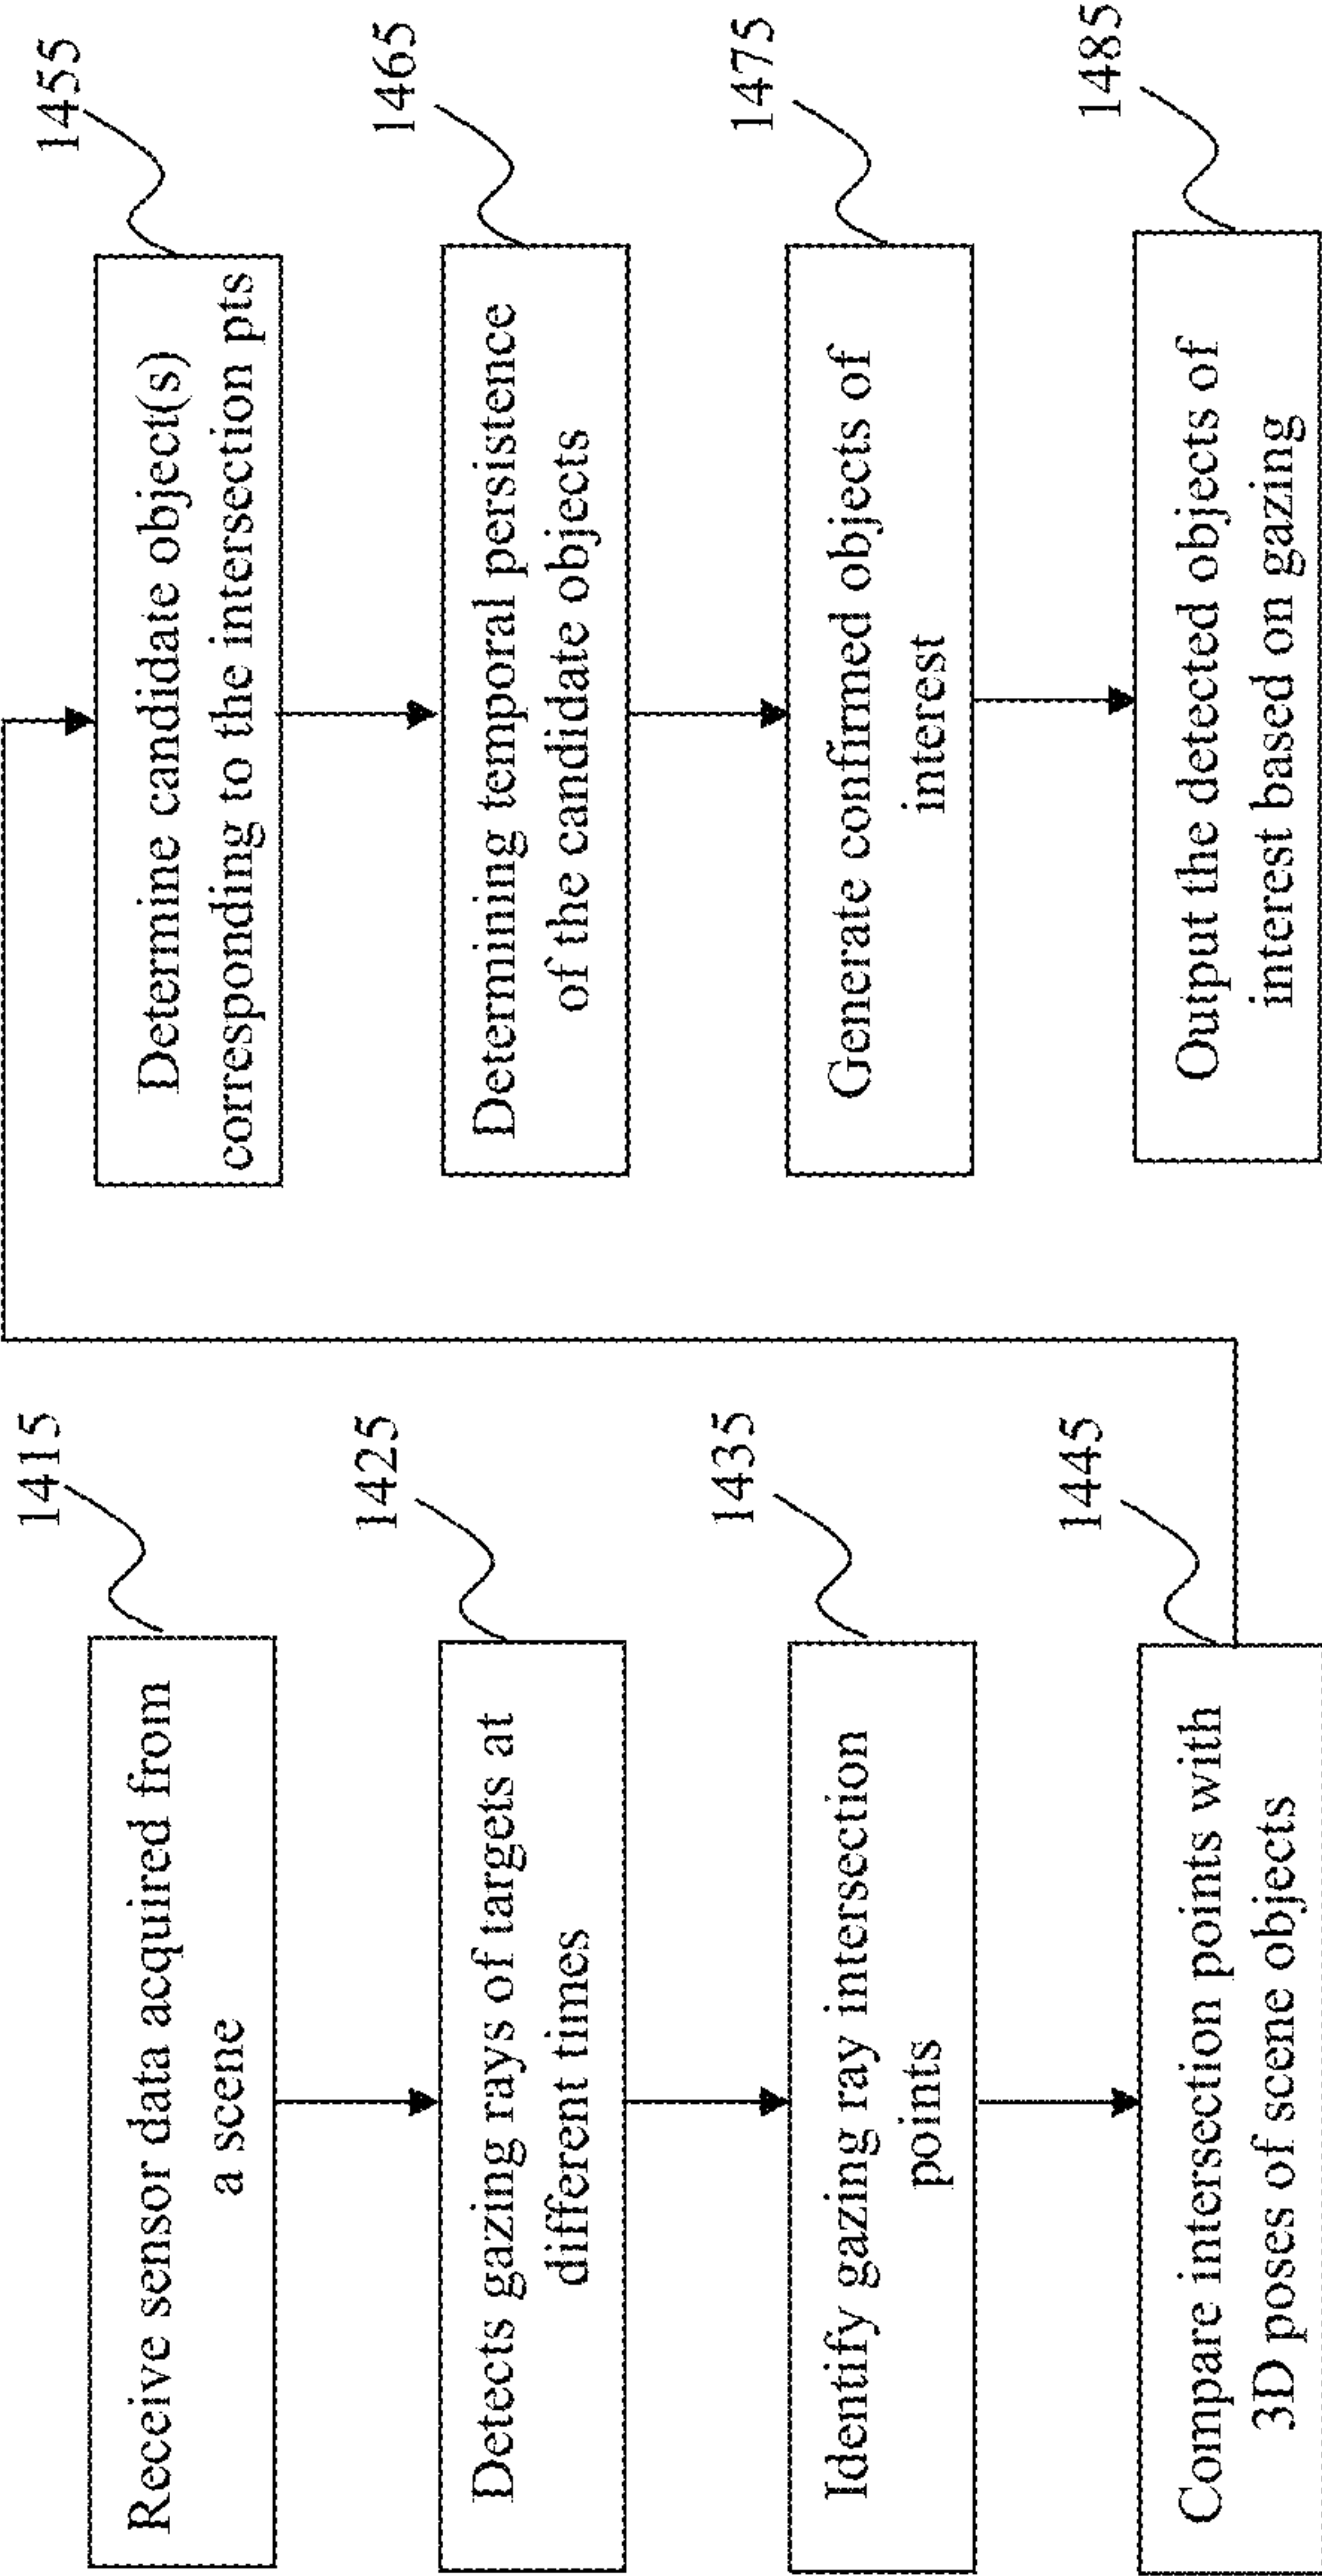 1415
Receive sensor data acquired from
a scene
1425
Detects gazing rays of targets at
different times
1435
Identify gazing ray intersection
points
1445
Compare intersection points with
3D poses of scene objects
1455
Determine candidate object(s)
corresponding to the intersection pts
1465
Determining temporal persistence
of the candidate objects
1475
Generate confirmed objects of
interest
1485
Output the detected objects of
interest based on gazing